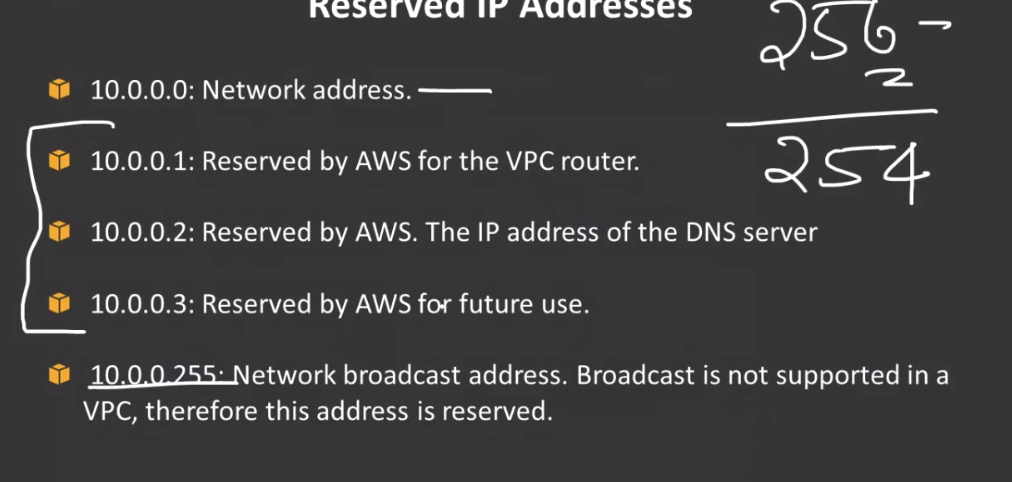 Reserved IP Addresses
256 -
2
10.0.0.0: Network address.
10.0.0.1: Reserved by AWS for the VPC router.
254
10.0.0.2: Reserved by AWS. The IP address of the DNS server
10.0.0.3: Reserved by AWS for future use.
10.0.0.255: Network broadcast address. Broadcast is not supported in a
VPC, therefore this address is reserved.